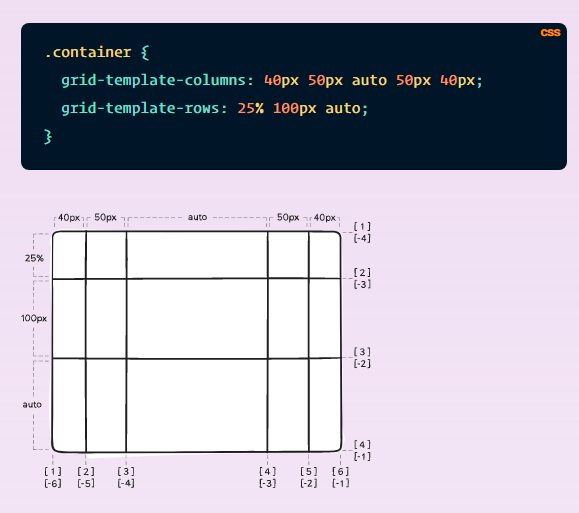 css
.container {
grid-template-columns: 40px 50px auto 50px 40px;
grid-template-rows: 25% 100px auto;
}
40px 50px auto 50px 40px
[1]
[-4]
25%
[2]
[-3]
100px
[3]
[-2]
auto
[4]
[-1]
[1] [2] [3] [4] [5] [6]
[-6] [-5] [-4] [-3] [-2] [-1]